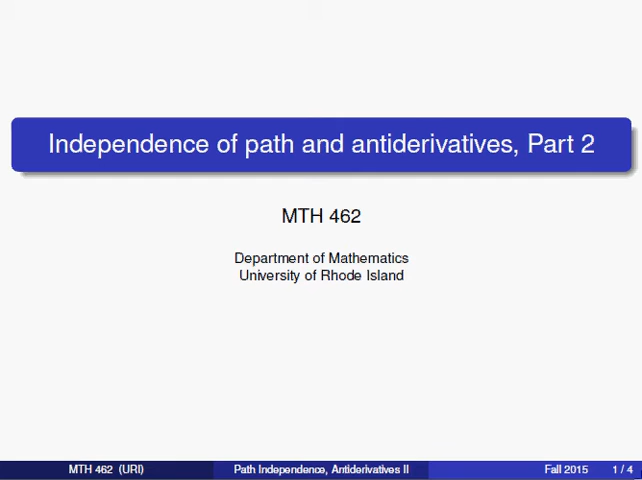 Independence of path and antiderivatives, Part 2
MTH 462
Department of Mathematics
University of Rhode Island
MTH 462 (URI) Path Independence, Antiderivatives II Fall 2015 1 / 4